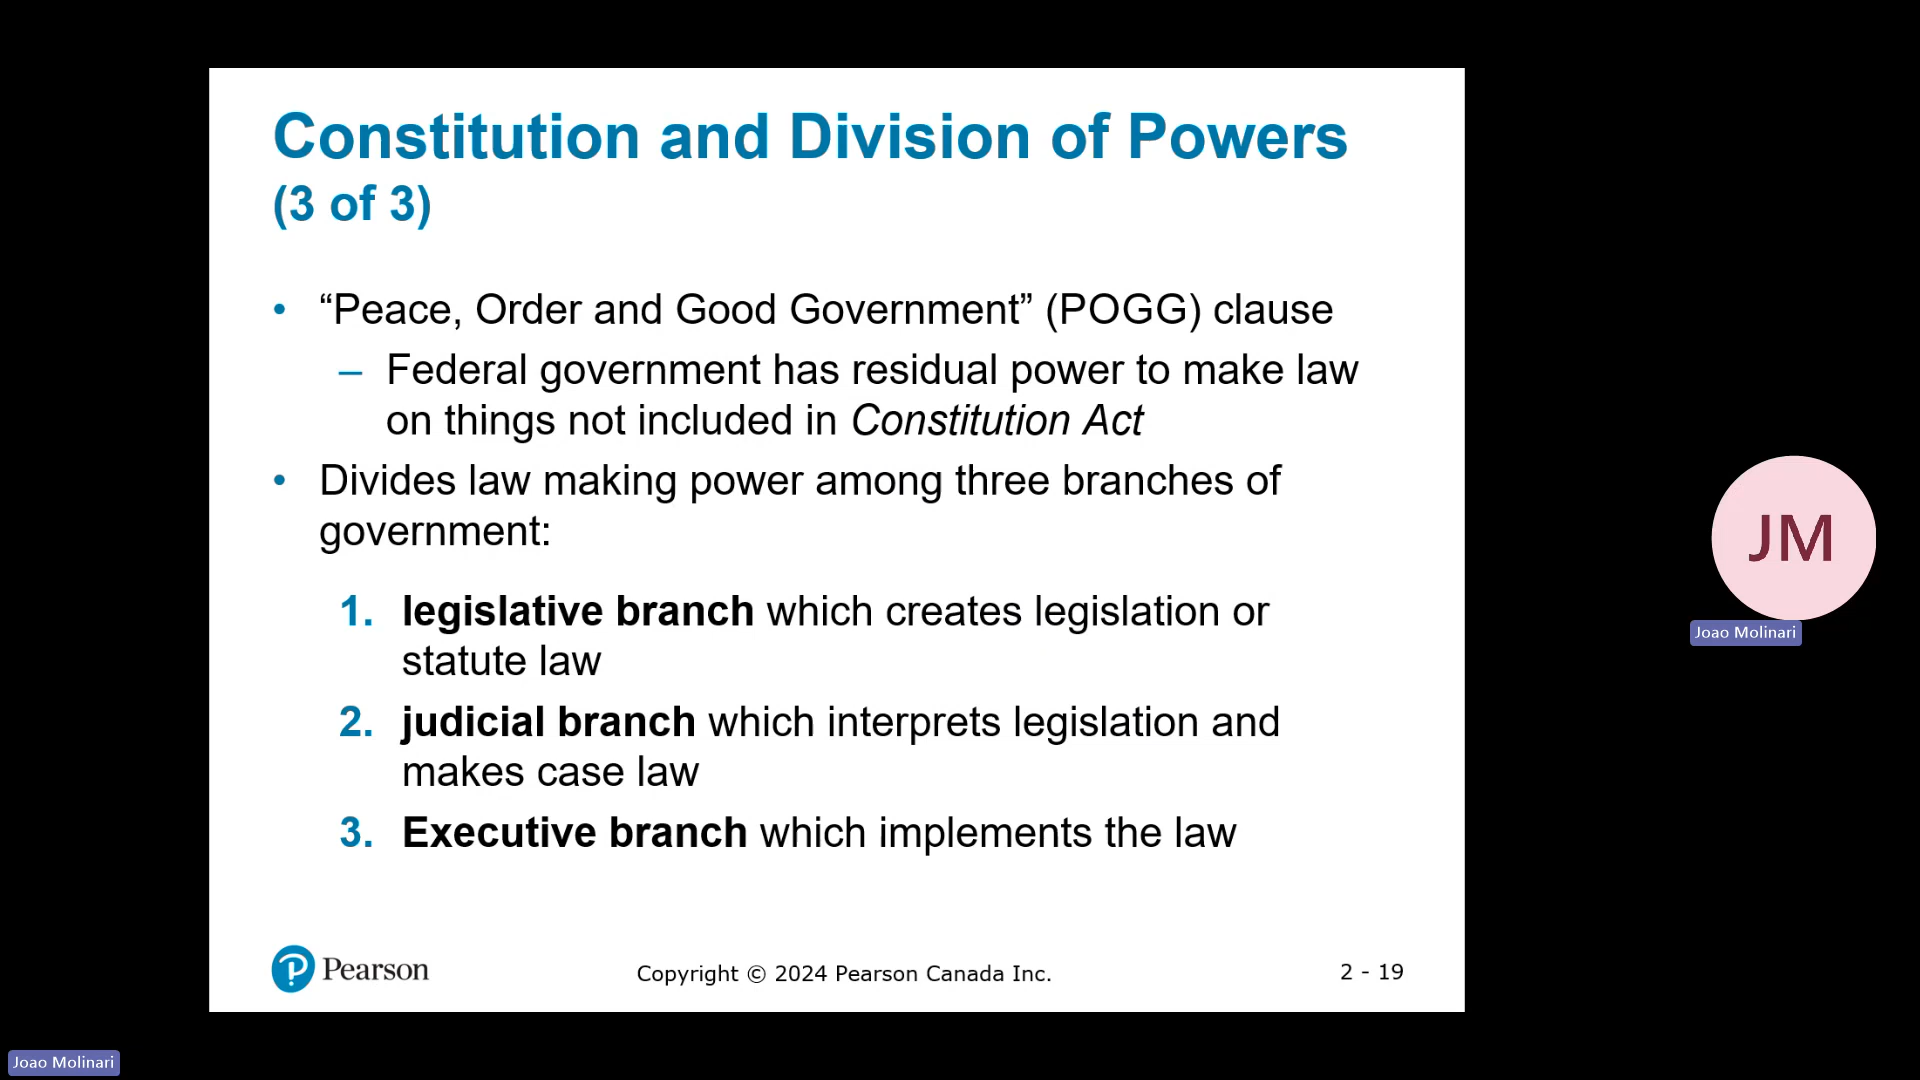 Constitution and Division of Powers
(3 of 3)
• “Peace, Order and Good Government” (POGG) clause
– Federal government has residual power to make law
on things not included in Constitution Act
• Divides law making power among three branches of
government:
1. legislative branch which creates legislation or
statute law
2. judicial branch which interprets legislation and
makes case law
3. Executive branch which implements the law
Pearson
Copyright © 2024 Pearson Canada Inc.
2 - 19
JM
Joao Molinari
Joao Molinari